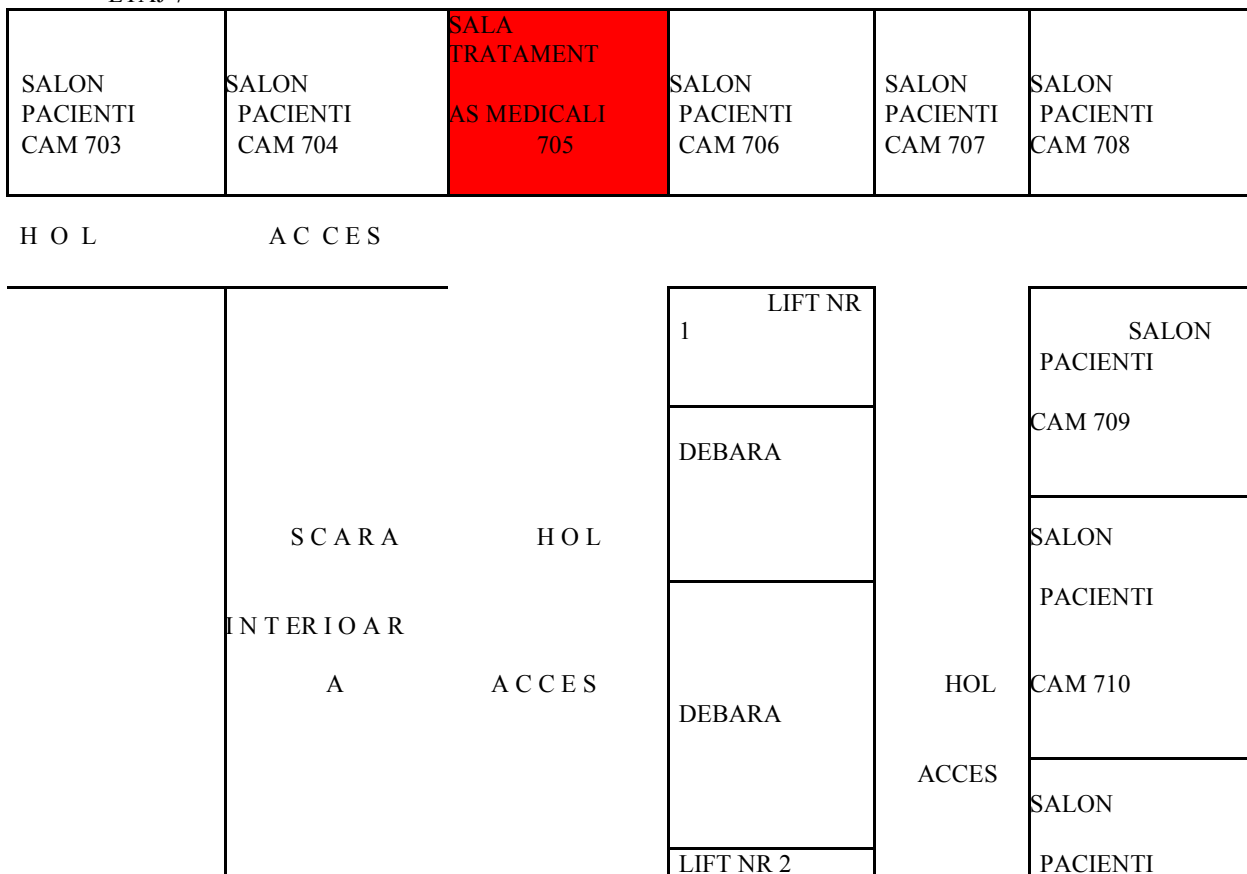 ETAJ 7
SALON
PACIENTI
CAM 703
SALON
PACIENTI
CAM 704
SALA
TRATAMENT
AS MEDICALI
705
SALON
PACIENTI
CAM 706
SALON
PACIENTI
CAM 707
SALON
PACIENTI
CAM 708
H O L A C C E S
S C A R A
I N T E R I O A R
A
H O L
A C C E S
LIFT NR
1
DEBARA
DEBARA
LIFT NR 2
HOL
ACCES
SALON
PACIENTI
CAM 709
SALON
PACIENTI
CAM 710
SALON
PACIENTI